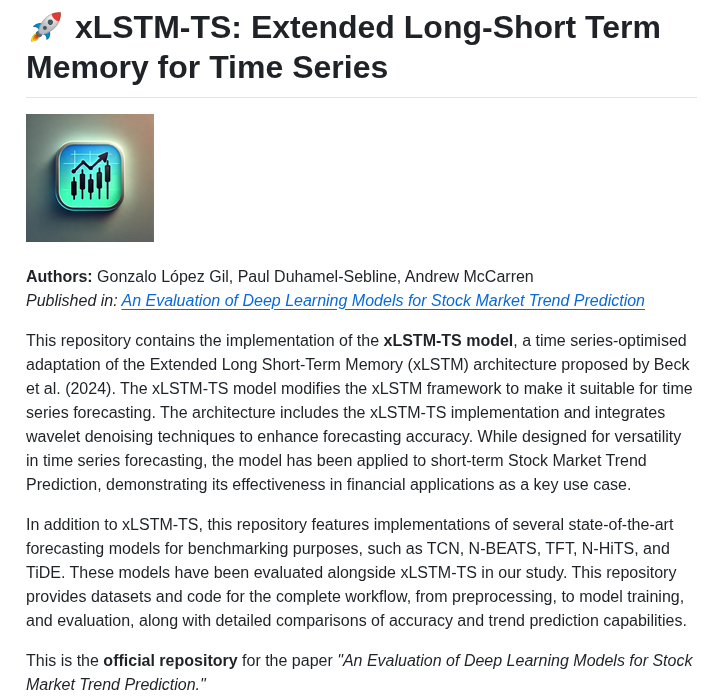 🚀 xLSTM-TS: Extended Long-Short Term
Memory for Time Series
Authors: Gonzalo López Gil, Paul Duhamel-Sebline, Andrew McCarren
Published in: An Evaluation of Deep Learning Models for Stock Market Trend Prediction
This repository contains the implementation of the xLSTM-TS model, a time series-optimised
adaptation of the Extended Long Short-Term Memory (xLSTM) architecture proposed by Beck
et al. (2024). The xLSTM-TS model modifies the xLSTM framework to make it suitable for time
series forecasting. The architecture includes the xLSTM-TS implementation and integrates
wavelet denoising techniques to enhance forecasting accuracy. While designed for versatility
in time series forecasting, the model has been applied to short-term Stock Market Trend
Prediction, demonstrating its effectiveness in financial applications as a key use case.
In addition to xLSTM-TS, this repository features implementations of several state-of-the-art
forecasting models for benchmarking purposes, such as TCN, N-BEATS, TFT, N-HiTS, and
TiDE. These models have been evaluated alongside xLSTM-TS in our study. This repository
provides datasets and code for the complete workflow, from preprocessing, to model training,
and evaluation, along with detailed comparisons of accuracy and trend prediction capabilities.
This is the official repository for the paper "An Evaluation of Deep Learning Models for Stock
Market Trend Prediction."